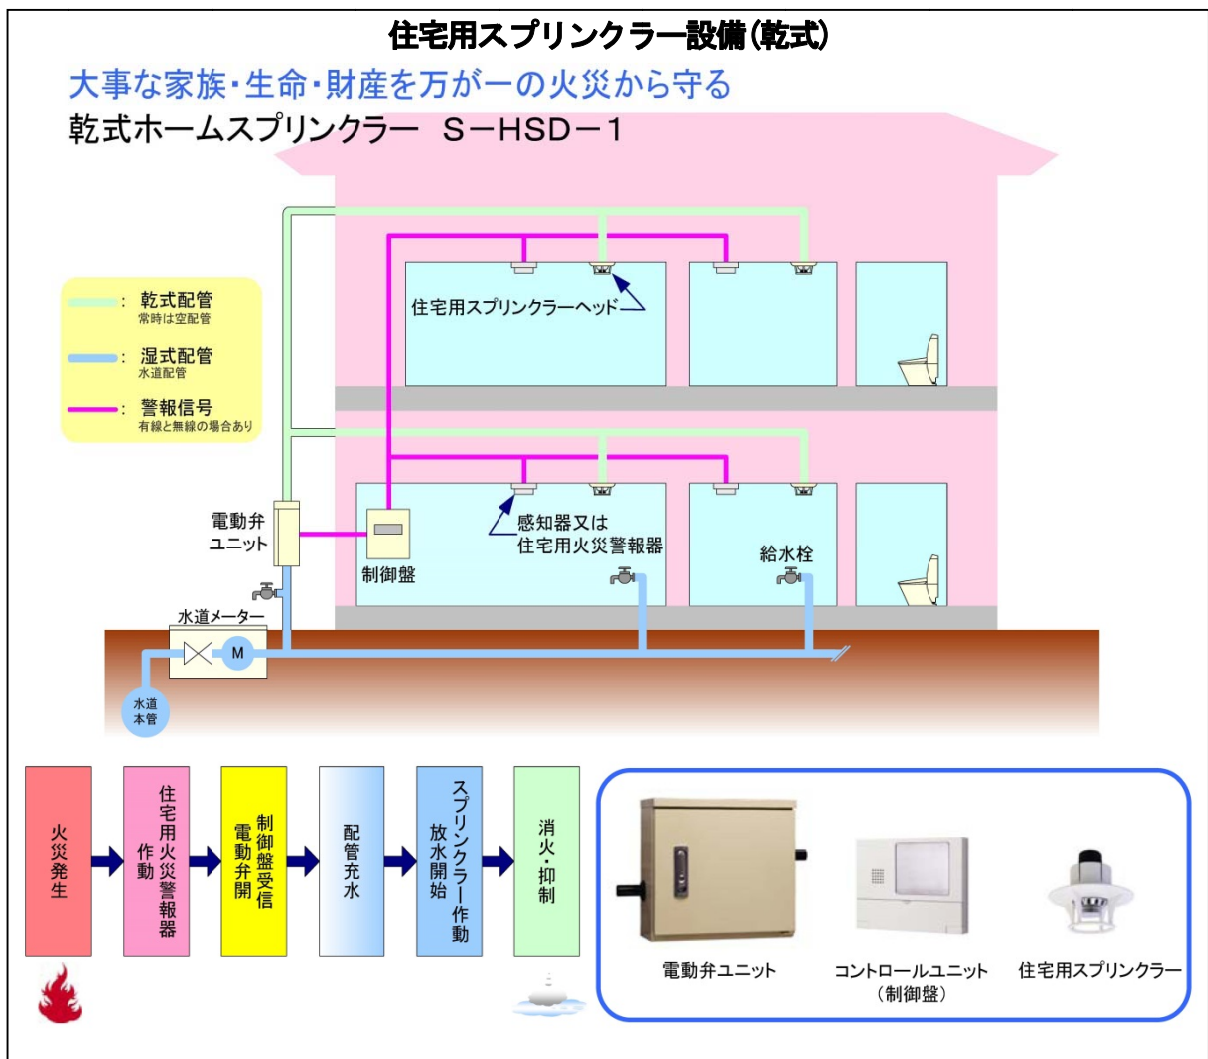 住宅用スプリンクラー設備(乾式)
大事な家族・生命・財産を万が一の火災から守る
乾式ホームスプリンクラー S-HSD-1
：乾式配管
常時は空配管
：湿式配管
水道配管
：警報信号
有線と無線の場合あり
住宅用スプリンクラーヘッド
電動弁
ユニット
制御盤
感知器又は
住宅用火災警報器
給水栓
水道メーター
M
水道
本管
火災発生
住宅用火災警報器
作動
制御盤受信
電動弁開
配管充水
スプリンクラー作動
放水開始
消火・抑制
電動弁ユニット
コントロールユニット
（制御盤）
住宅用スプリンクラー